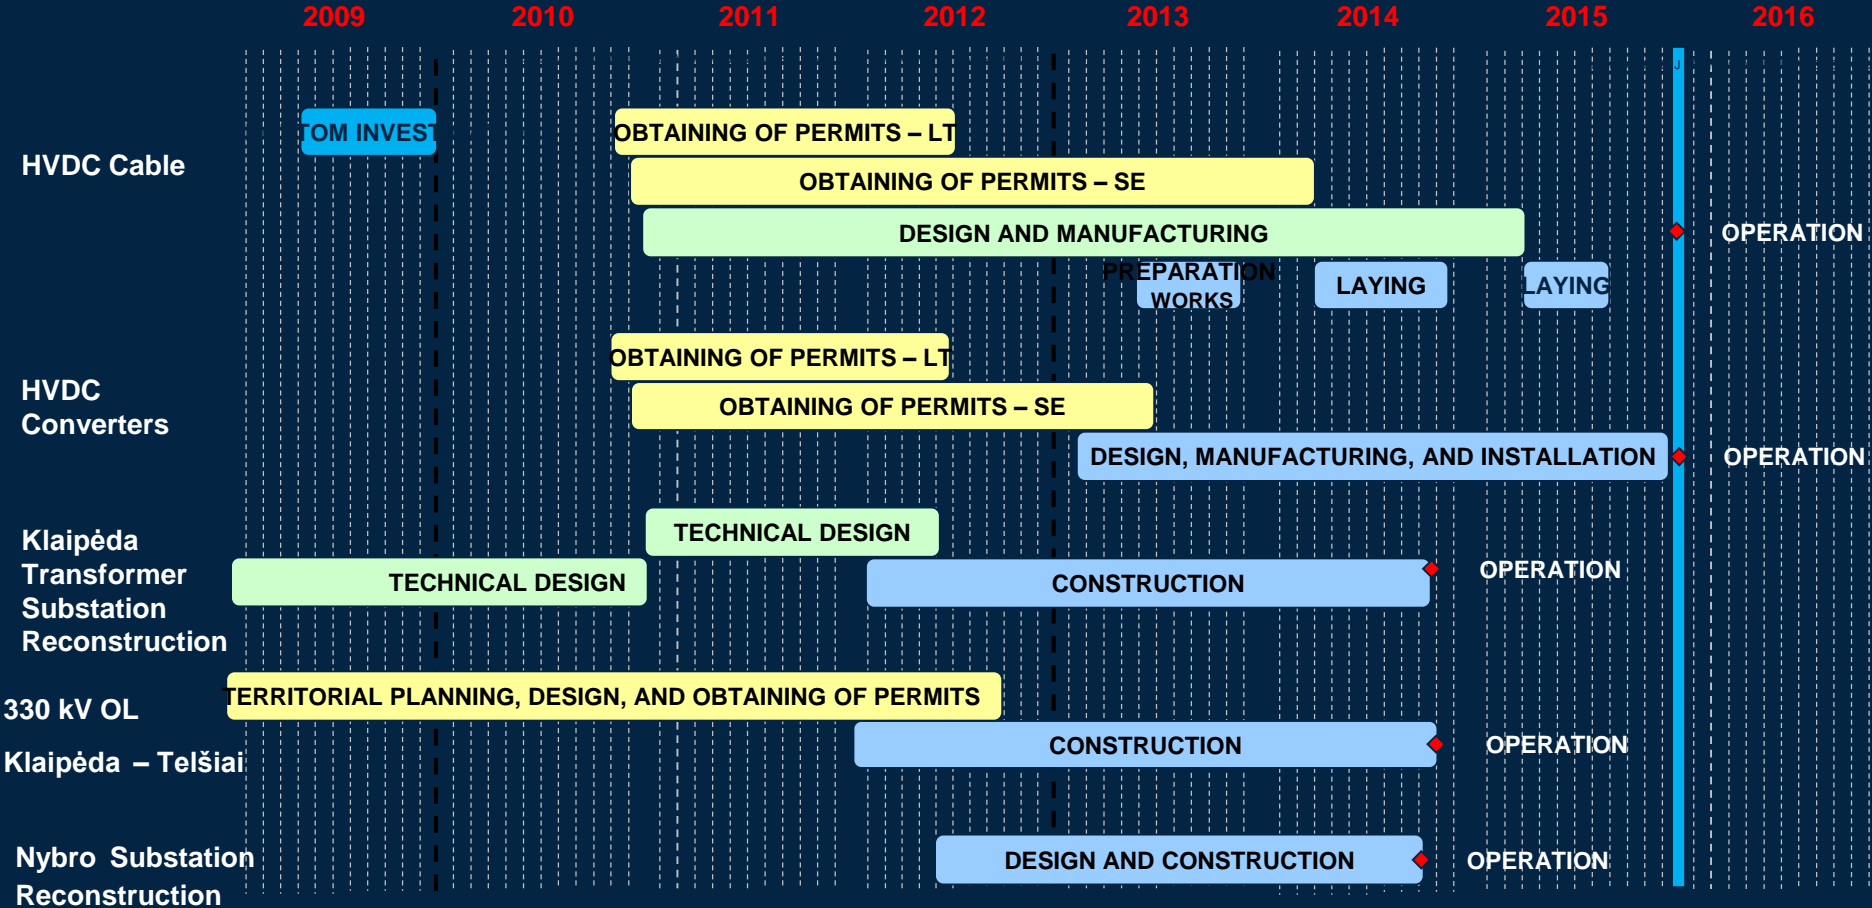 2009 2010 2011 2012 2013 2014 2015 2016
J
TOM INVEST
OBTAINING OF PERMITS – LT
HVDC Cable
OBTAINING OF PERMITS – SE
DESIGN AND MANUFACTURING
OPERATION
PREPARATION
WORKS
LAYING
LAYING
OBTAINING OF PERMITS – LT
HVDC
Converters
OBTAINING OF PERMITS – SE
DESIGN, MANUFACTURING, AND INSTALLATION
OPERATION
TECHNICAL DESIGN
Klaipėda
Transformer
Substation
Reconstruction
TECHNICAL DESIGN
CONSTRUCTION
OPERATION
TERRITORIAL PLANNING, DESIGN, AND OBTAINING OF PERMITS
330 kV OL
Klaipėda – Telšiai
CONSTRUCTION
OPERATION
Nybro Substation
Reconstruction
DESIGN AND CONSTRUCTION
OPERATION